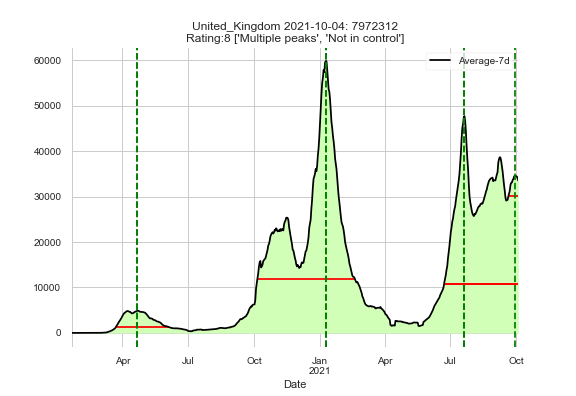 United_Kingdom 2021-10-04: 7972312
Rating:8 ['Multiple peaks', 'Not in control']
Average-7d
60000
50000
40000
30000
20000
10000
0
Apr Jul Oct Jan Apr Jul Oct
2021
Date